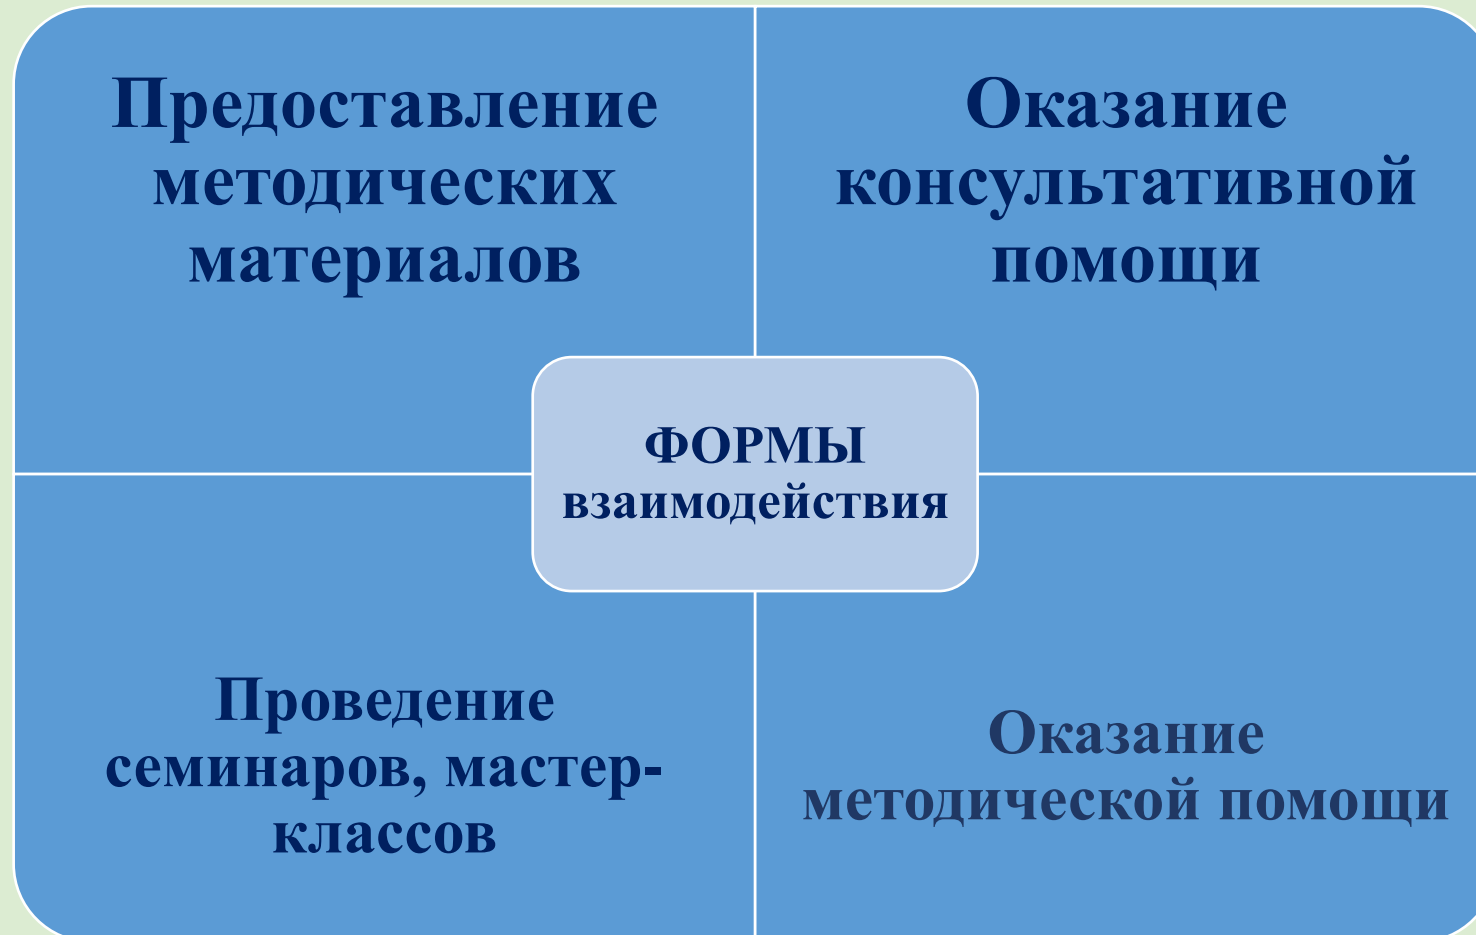 Предоставление
методических
материалов
Оказание
консультативной
помощи
ФОРМЫ
взаимодействия
Проведение
семинаров, мастер-
классов
Оказание
методической помощи